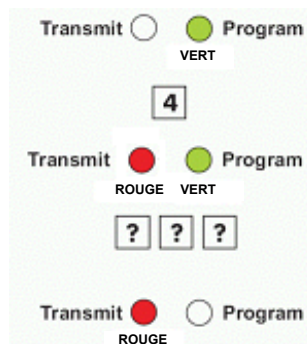 Transmit Program
VERT
4
Transmit Program
ROUGE VERT
? ? ?
Transmit Program
ROUGE